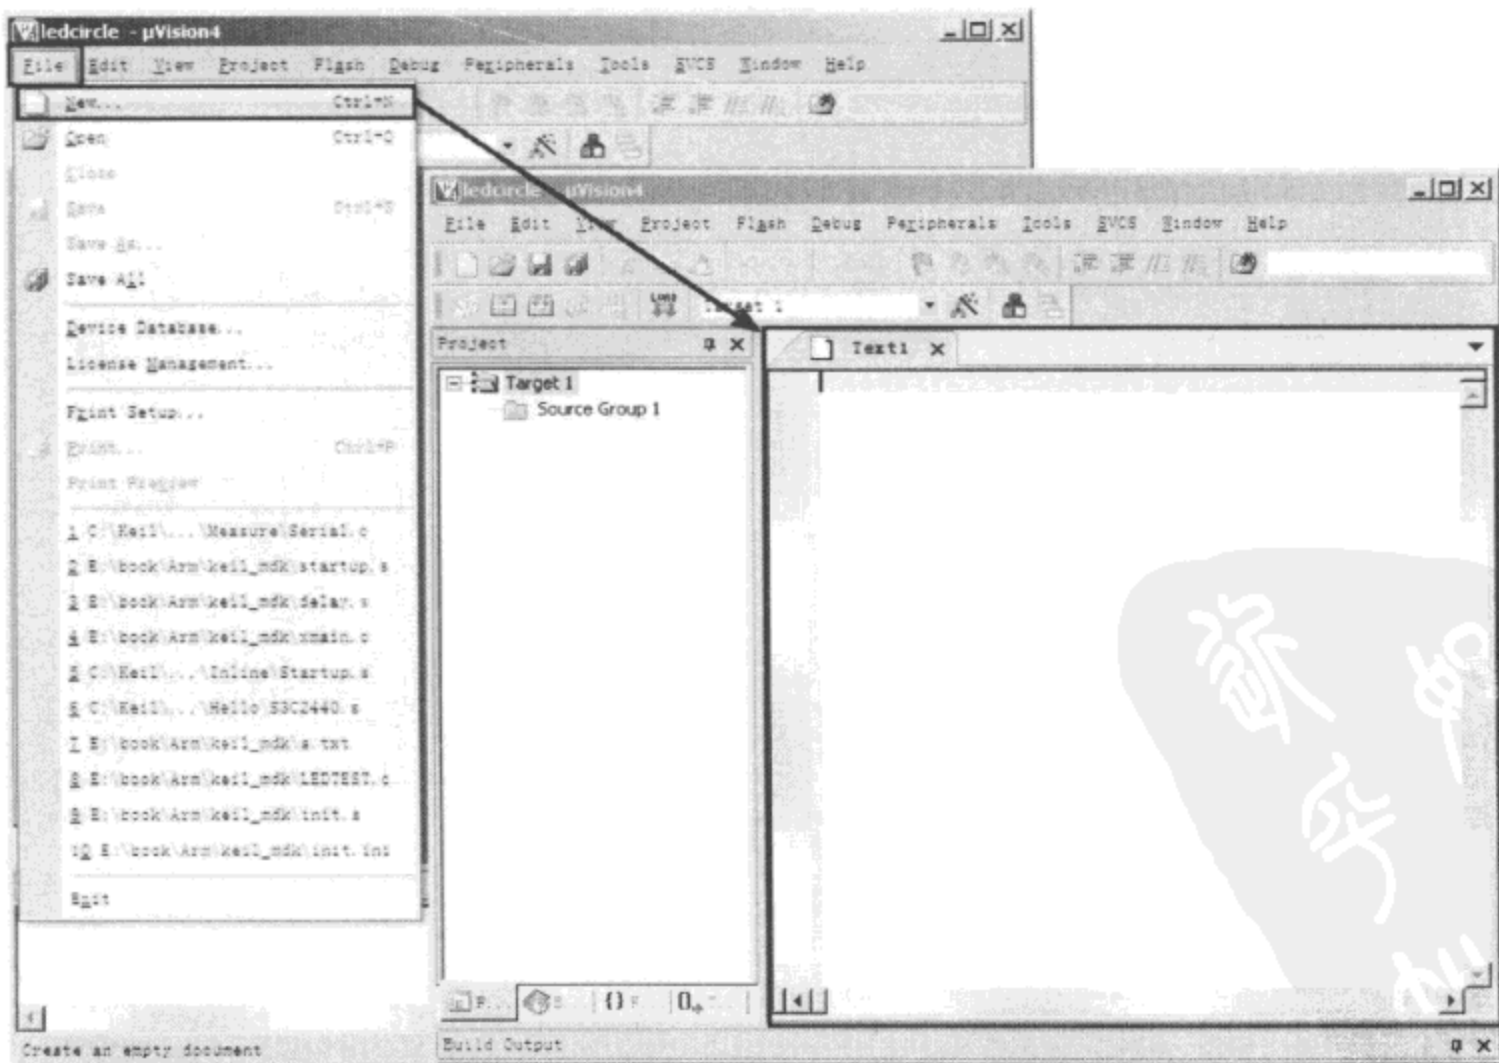 ledcircle - µVision4
File Edit View Project Flash Debug Peripherals Tools SVCS Window Help
New... Ctrl+N
Open Ctrl+O
Close
Save Ctrl+S
Save As...
Save All
Device Database...
License Management...
Print Setup...
Print... Ctrl+P
Print Preview
1 C:\Keil\...\Measure\Serial.c
2 E:\book\Arm\keil_mdk\startup.s
3 E:\book\Arm\keil_mdk\delay.s
4 E:\book\Arm\keil_mdk\xmain.c
5 C:\Keil\...\Inline\Startup.s
6 C:\Keil\...\Hello\S3C2440.s
7 E:\book\Arm\keil_mdk\s.txt
8 E:\book\Arm\keil_mdk\LEDTEST.c
9 E:\book\Arm\keil_mdk\init.s
10 E:\book\Arm\keil_mdk\init.ini
Exit
Create an empty document
ledcircle - µVision4
File Edit View Project Flash Debug Peripherals Tools SVCS Window Help
LOAD Target 1
Project
Target 1
Source Group 1
Text1
P...
Build Output